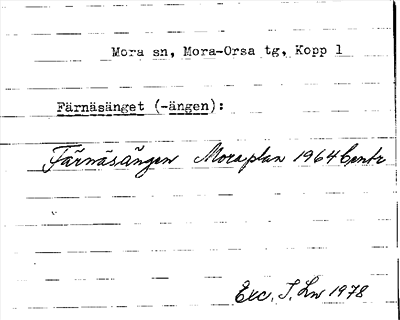 Mora sn, Mora-Orsa tg, Kopp 1
Färnäsänget (-ängen):
Färnäsängen Moraplan 1964 Centr
Exc. J. Lw 1978